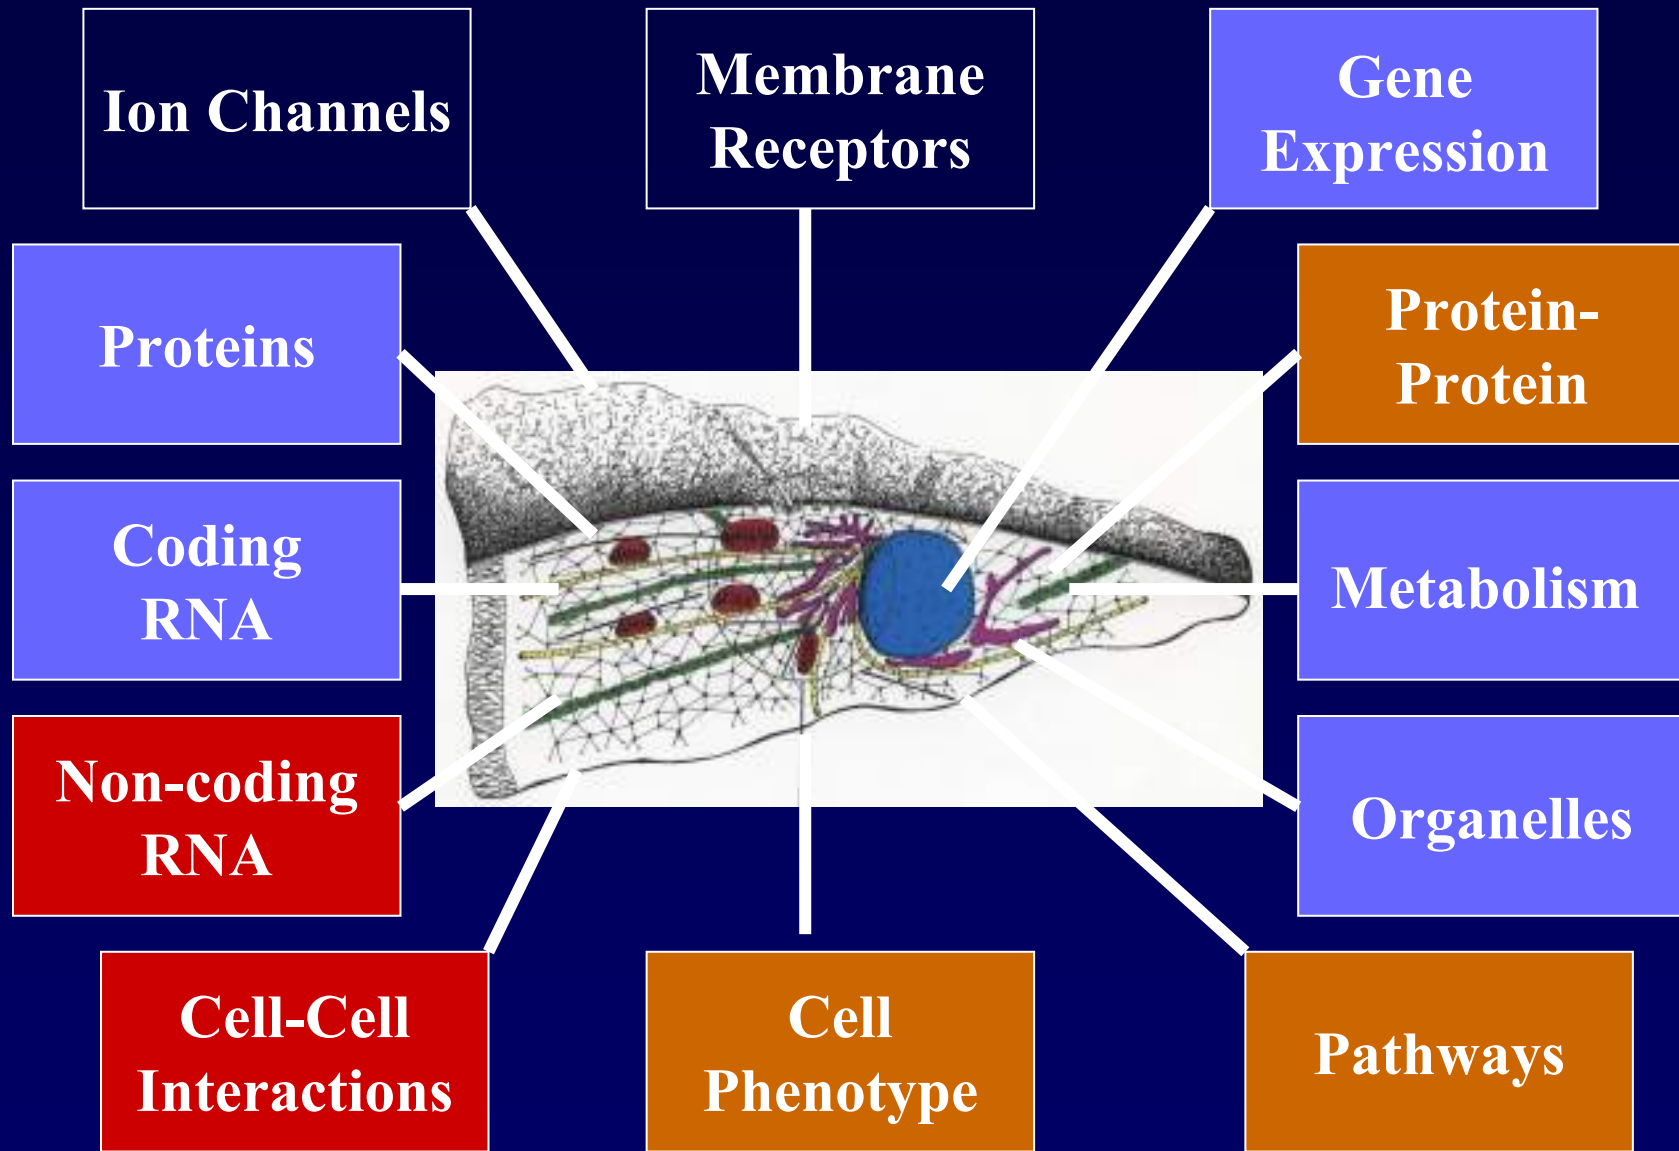 Ion Channels
Membrane
Receptors
Gene
Expression
Proteins
Protein-
Protein
Coding
RNA
Metabolism
Non-coding
RNA
Organelles
Cell-Cell
Interactions
Cell
Phenotype
Pathways